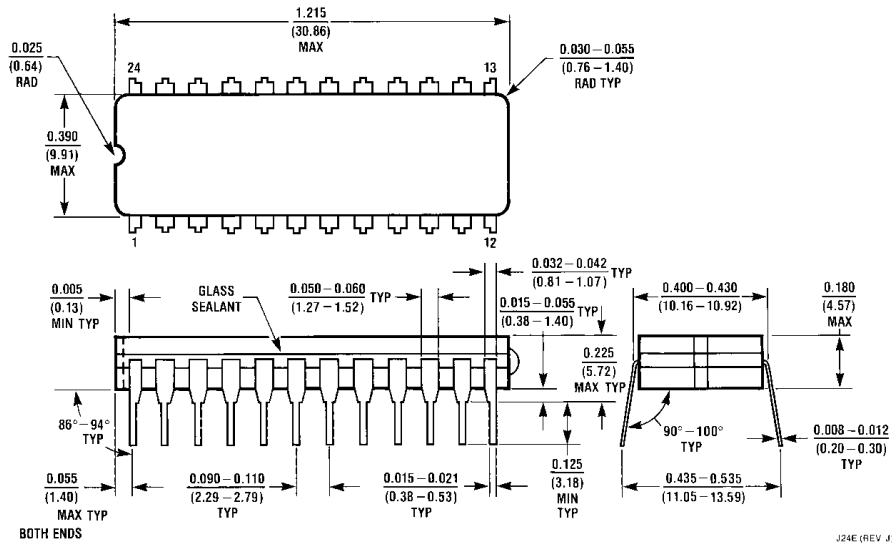 1.215
(30.86)
MAX
0.025
(0.64)
RAD
24
13
0.030–0.055
(0.76–1.40)
RAD TYP
0.390
(9.91)
MAX
1
12
0.005
(0.13)
MIN TYP
GLASS
SEALANT
0.050–0.060
(1.27–1.52)
TYP
0.032–0.042
(0.81–1.07)
TYP
0.015–0.055
(0.38–1.40)
TYP
0.400–0.430
(10.16–10.92)
0.180
(4.57)
MAX
0.225
(5.72)
MAX TYP
86°–94°
TYP
90°–100°
TYP
0.008–0.012
(0.20–0.30)
TYP
0.055
(1.40)
MAX TYP
BOTH ENDS
0.090–0.110
(2.29–2.79)
TYP
0.015–0.021
(0.38–0.53)
TYP
0.125
(3.18)
MIN
TYP
0.435–0.535
(11.05–13.59)
J24E (REV J